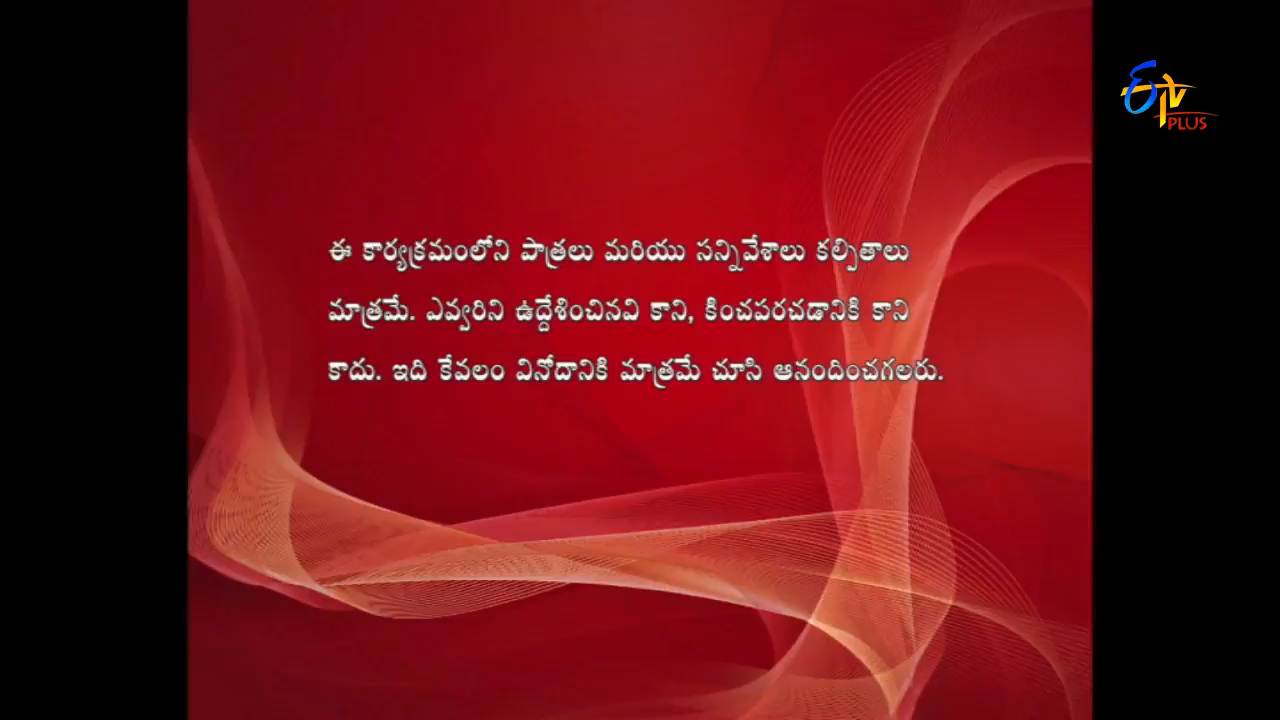 ఈ కార్యక్రమంలోని పాత్రలు మరియు సన్నివేశాలు కల్పితాలు
మాత్రమే. ఎవ్వరిని ఉద్దేశించినవి కాని, కించపరచడానికి కాని
కాదు. ఇది కేవలం వినోదానికి మాత్రమే చూసి ఆనందించగలరు.
ETV
PLUS